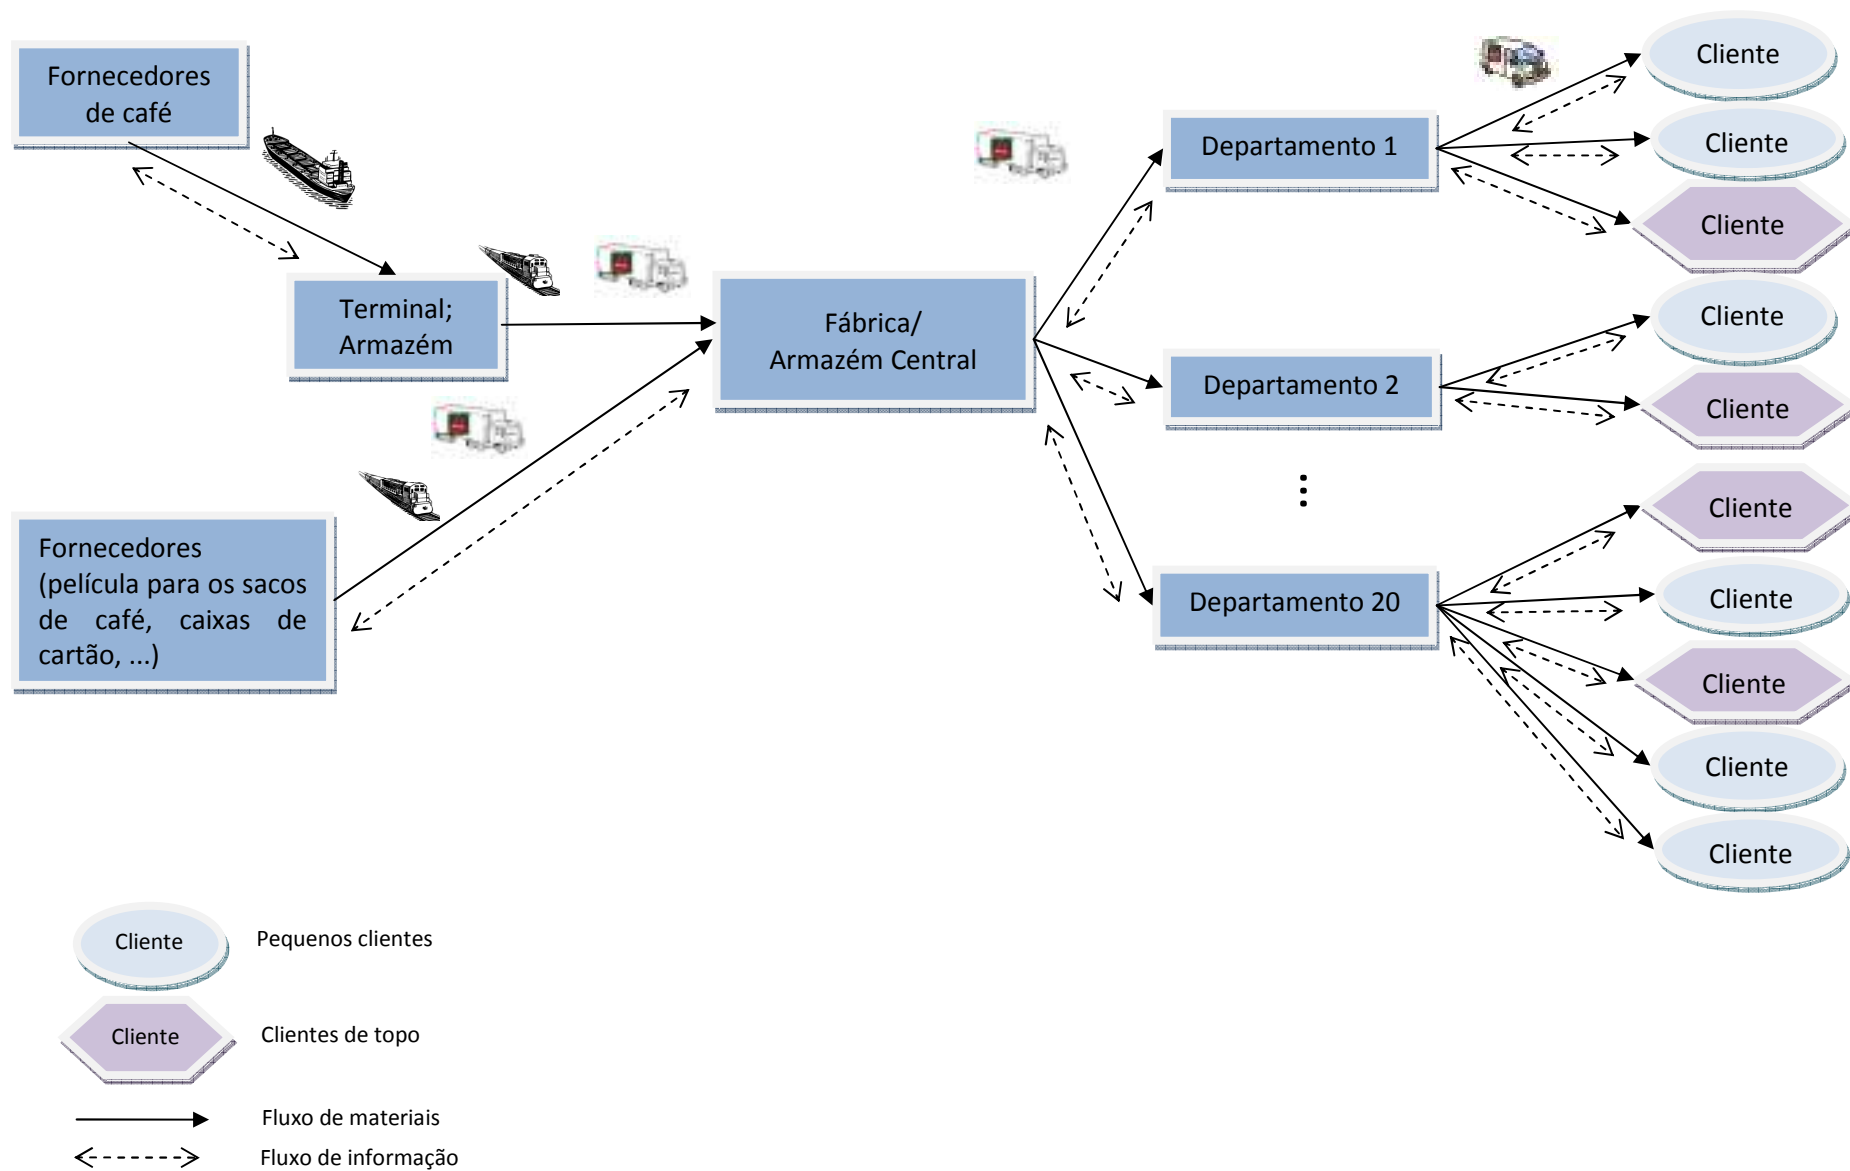 Fornecedores
de café
Terminal;
Armazém
Fornecedores
(película para os sacos
de café, caixas de
cartão, ...)
Fábrica/
Armazém Central
Departamento 1
Departamento 2
⋮
Departamento 20
Cliente
Cliente
Cliente
Cliente
Cliente
Cliente
Cliente
Cliente
Cliente
Cliente
Cliente Pequenos clientes
Cliente Clientes de topo
Fluxo de materiais
Fluxo de informação